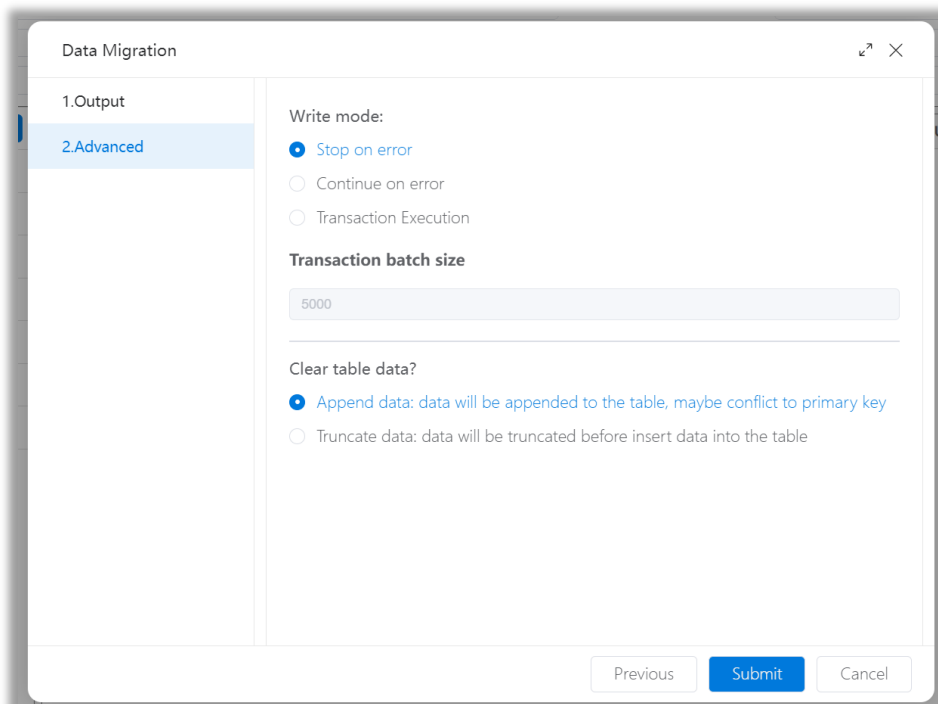 Data Migration
1.Output
2.Advanced
Write mode:
Stop on error
Continue on error
Transaction Execution
Transaction batch size
5000
Clear table data?
Append data: data will be appended to the table, maybe conflict to primary key
Truncate data: data will be truncated before insert data into the table
Previous
Submit
Cancel